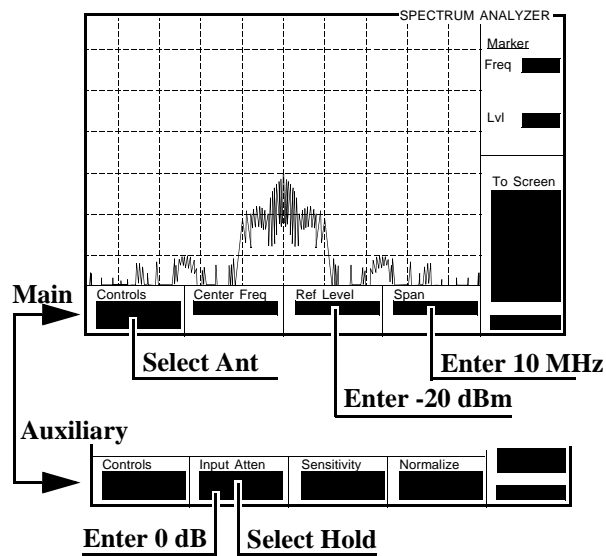 SPECTRUM ANALYZER
Marker
Freq
Lvl
To Screen
Main
Controls
Center Freq
Ref Level
Span
Select Ant
Enter 10 MHz
Enter -20 dBm
Auxiliary
Controls
Input Atten
Sensitivity
Normalize
Enter 0 dB
Select Hold